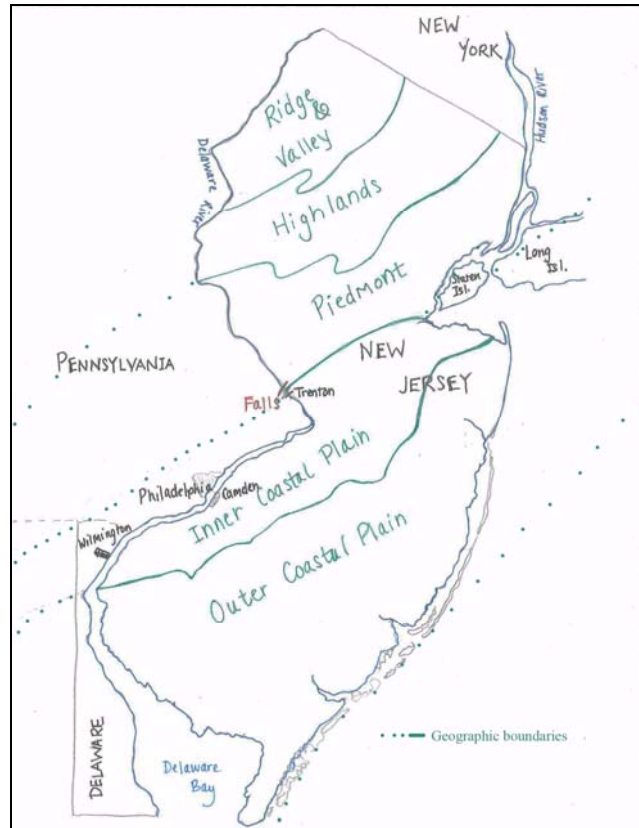 NEW
YORK
Hudson River
Ridge
&
Valley
Delaware
River
Highlands
Long
Isl.
Staten
Isl.
Piedmont
PENNSYLVANIA
NEW
JERSEY
Falls
Trenton
Philadelphia
Camden
Inner Coastal Plain
Wilmington
Outer Coastal Plain
DELAWARE
Geographic boundaries
Delaware
Bay